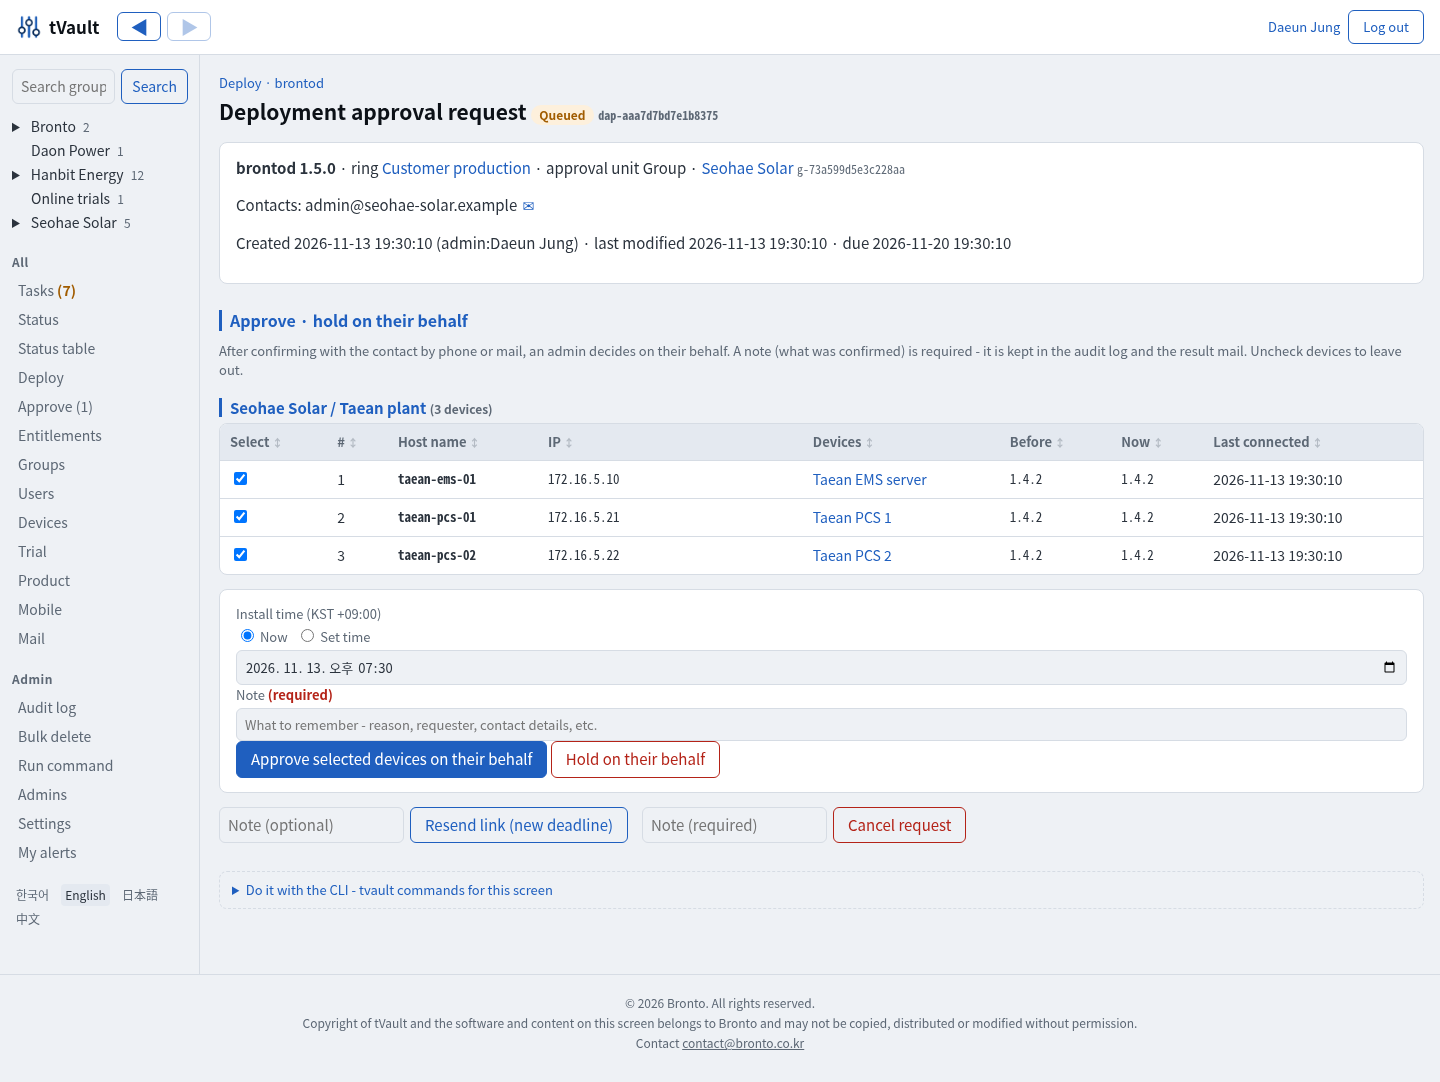 tVault
◀
▶
Daeun Jung
Log out
Search group
Search
▶ Bronto 2
Daon Power 1
▶ Hanbit Energy 12
Online trials 1
▶ Seohae Solar 5
All
Tasks (7)
Status
Status table
Deploy
Approve (1)
Entitlements
Groups
Users
Devices
Trial
Product
Mobile
Mail
Admin
Audit log
Bulk delete
Run command
Admins
Settings
My alerts
한국어 English 日本語
中文
Deploy · brontod
Deployment approval request Queued dap-aaa7d7bd7e1b8375
brontod 1.5.0 · ring Customer production · approval unit Group · Seohae Solar g-73a599d5e3c228aa
Contacts: admin@seohae-solar.example ✉
Created 2026-11-13 19:30:10 (admin:Daeun Jung) · last modified 2026-11-13 19:30:10 · due 2026-11-20 19:30:10
Approve · hold on their behalf
After confirming with the contact by phone or mail, an admin decides on their behalf. A note (what was confirmed) is required - it is kept in the audit log and the result mail. Uncheck devices to leave
out.
Seohae Solar / Taean plant (3 devices)
Select ↕ # ↕ Host name ↕ IP ↕ Devices ↕ Before ↕ Now ↕ Last connected ↕
1 taean-ems-01 172.16.5.10 Taean EMS server 1.4.2 1.4.2 2026-11-13 19:30:10
2 taean-pcs-01 172.16.5.21 Taean PCS 1 1.4.2 1.4.2 2026-11-13 19:30:10
3 taean-pcs-02 172.16.5.22 Taean PCS 2 1.4.2 1.4.2 2026-11-13 19:30:10
Install time (KST +09:00)
Now Set time
2026. 11. 13. 오후 07:30
Note (required)
What to remember - reason, requester, contact details, etc.
Approve selected devices on their behalf Hold on their behalf
Note (optional) Resend link (new deadline) Note (required) Cancel request
▶ Do it with the CLI - tvault commands for this screen
© 2026 Bronto. All rights reserved.
Copyright of tVault and the software and content on this screen belongs to Bronto and may not be copied, distributed or modified without permission.
Contact contact@bronto.co.kr